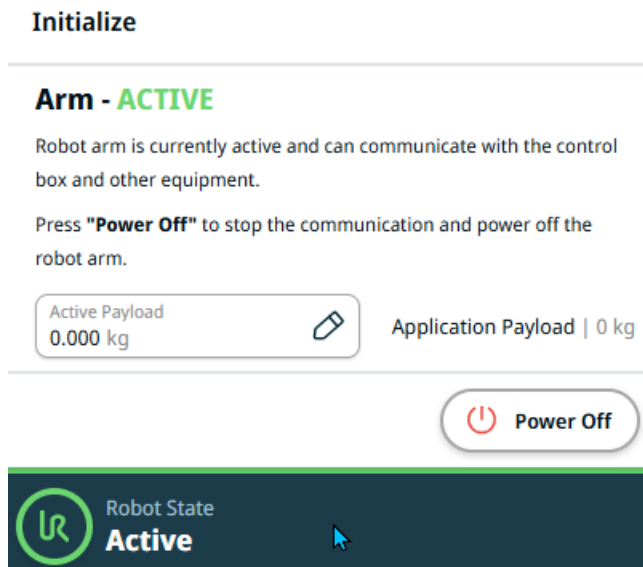 Initialize
Arm - ACTIVE
Robot arm is currently active and can communicate with the control
box and other equipment.
Press "Power Off" to stop the communication and power off the
robot arm.
Active Payload
0.000 kg
Application Payload | 0 kg
Power Off
Robot State
Active